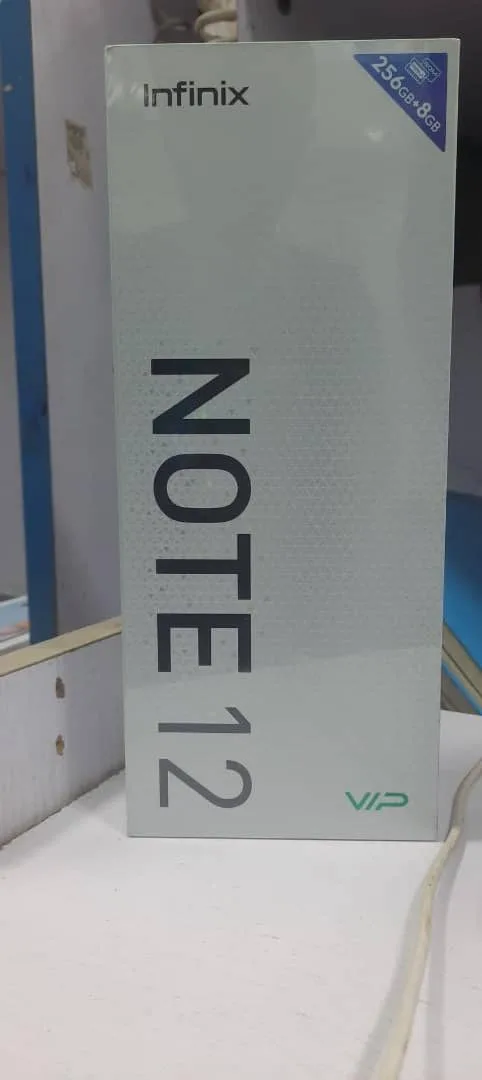 Infinix
256GB+8GB
NOTE 12
VIP